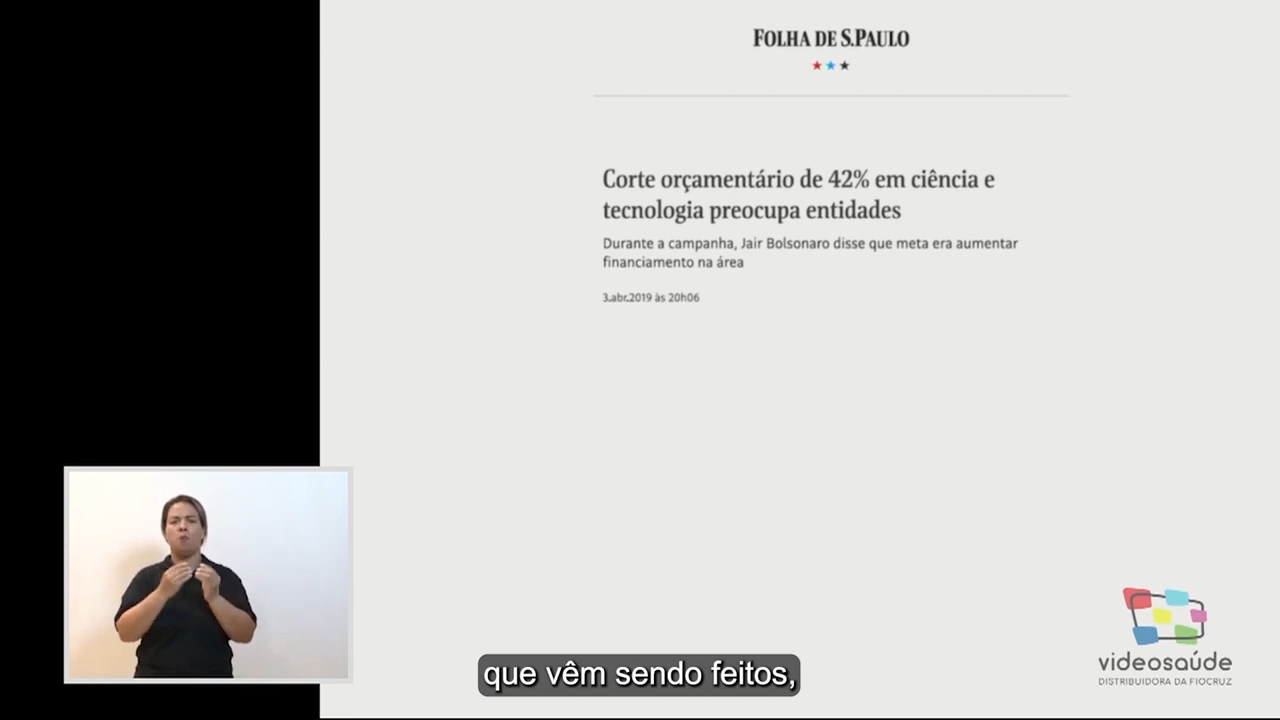 FOLHA DE S.PAULO
Corte orçamentário de 42% em ciência e
tecnologia preocupa entidades
Durante a campanha, Jair Bolsonaro disse que meta era aumentar
financiamento na área
3.abr.2019 às 20h06
que vêm sendo feitos,
videosaúde
DISTRIBUIDORA DA FIOCRUZ